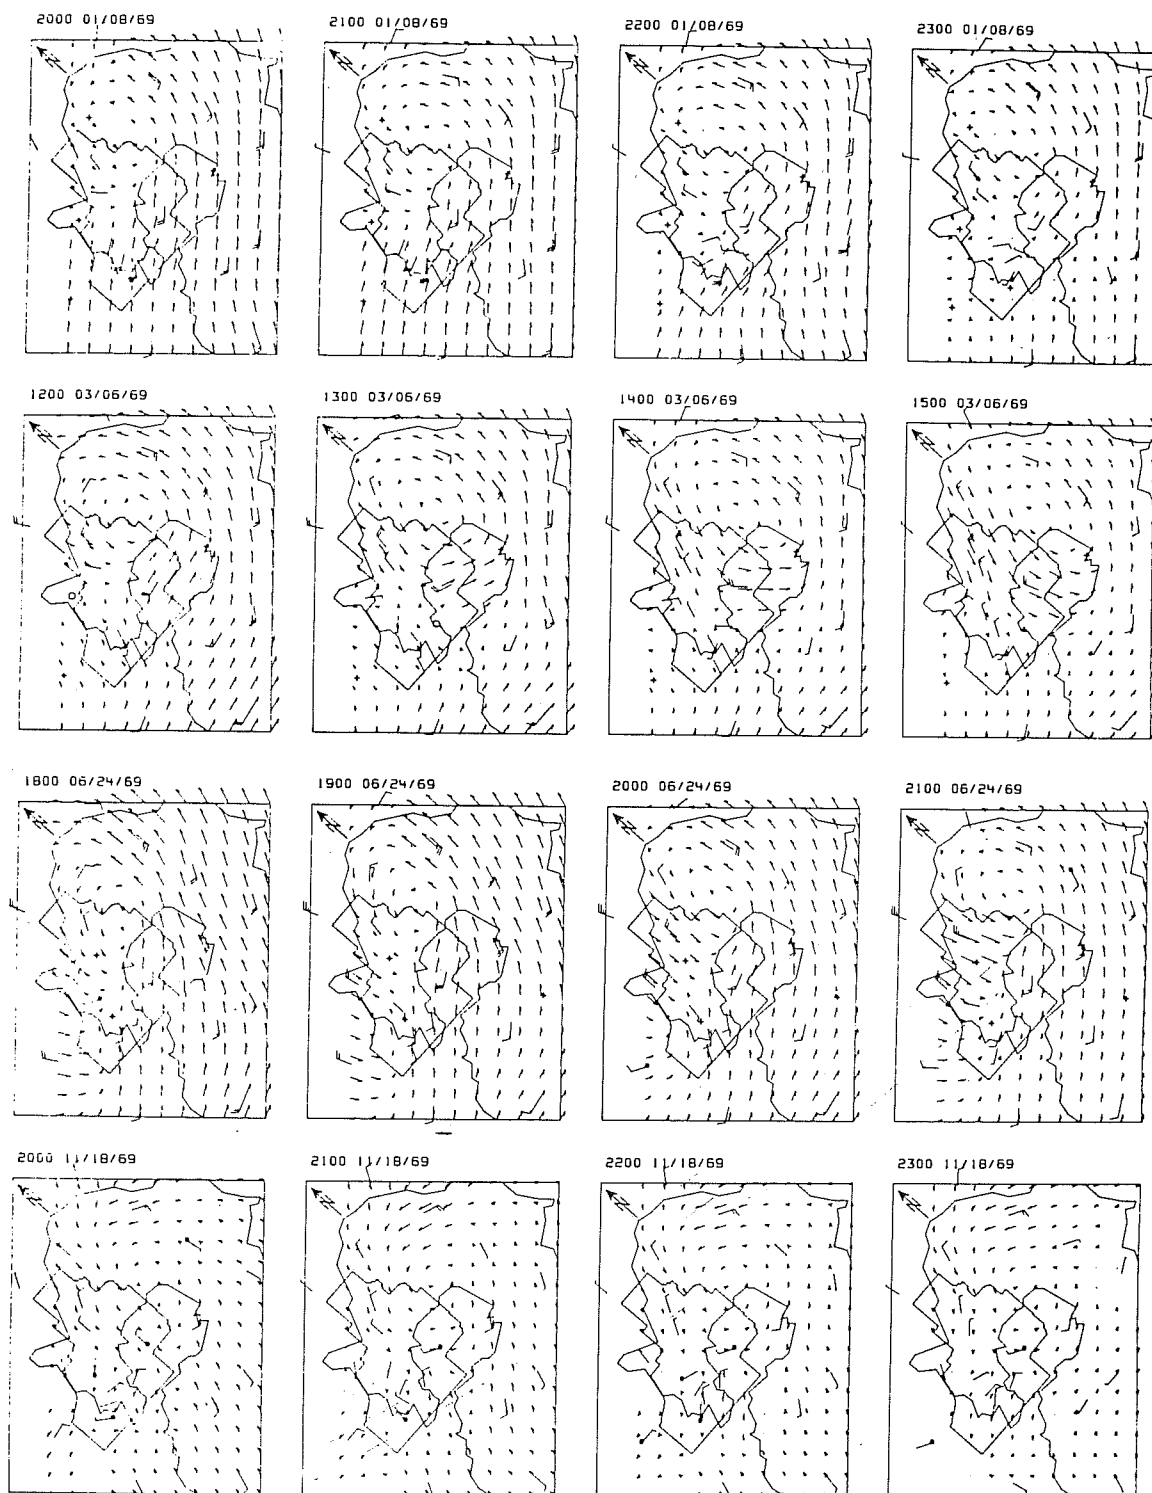 2000 01/08/69
2100 01/08/69
2200 01/08/69
2300 01/08/69
N
N
N
N
1200 03/06/69
1300 03/06/69
1400 03/06/69
1500 03/06/69
N
N
N
N
1800 06/24/69
1900 06/24/69
2000 06/24/69
2100 06/24/69
N
N
N
N
2000 11/18/69
2100 11/18/69
2200 11/18/69
2300 11/18/69
N
N
N
N